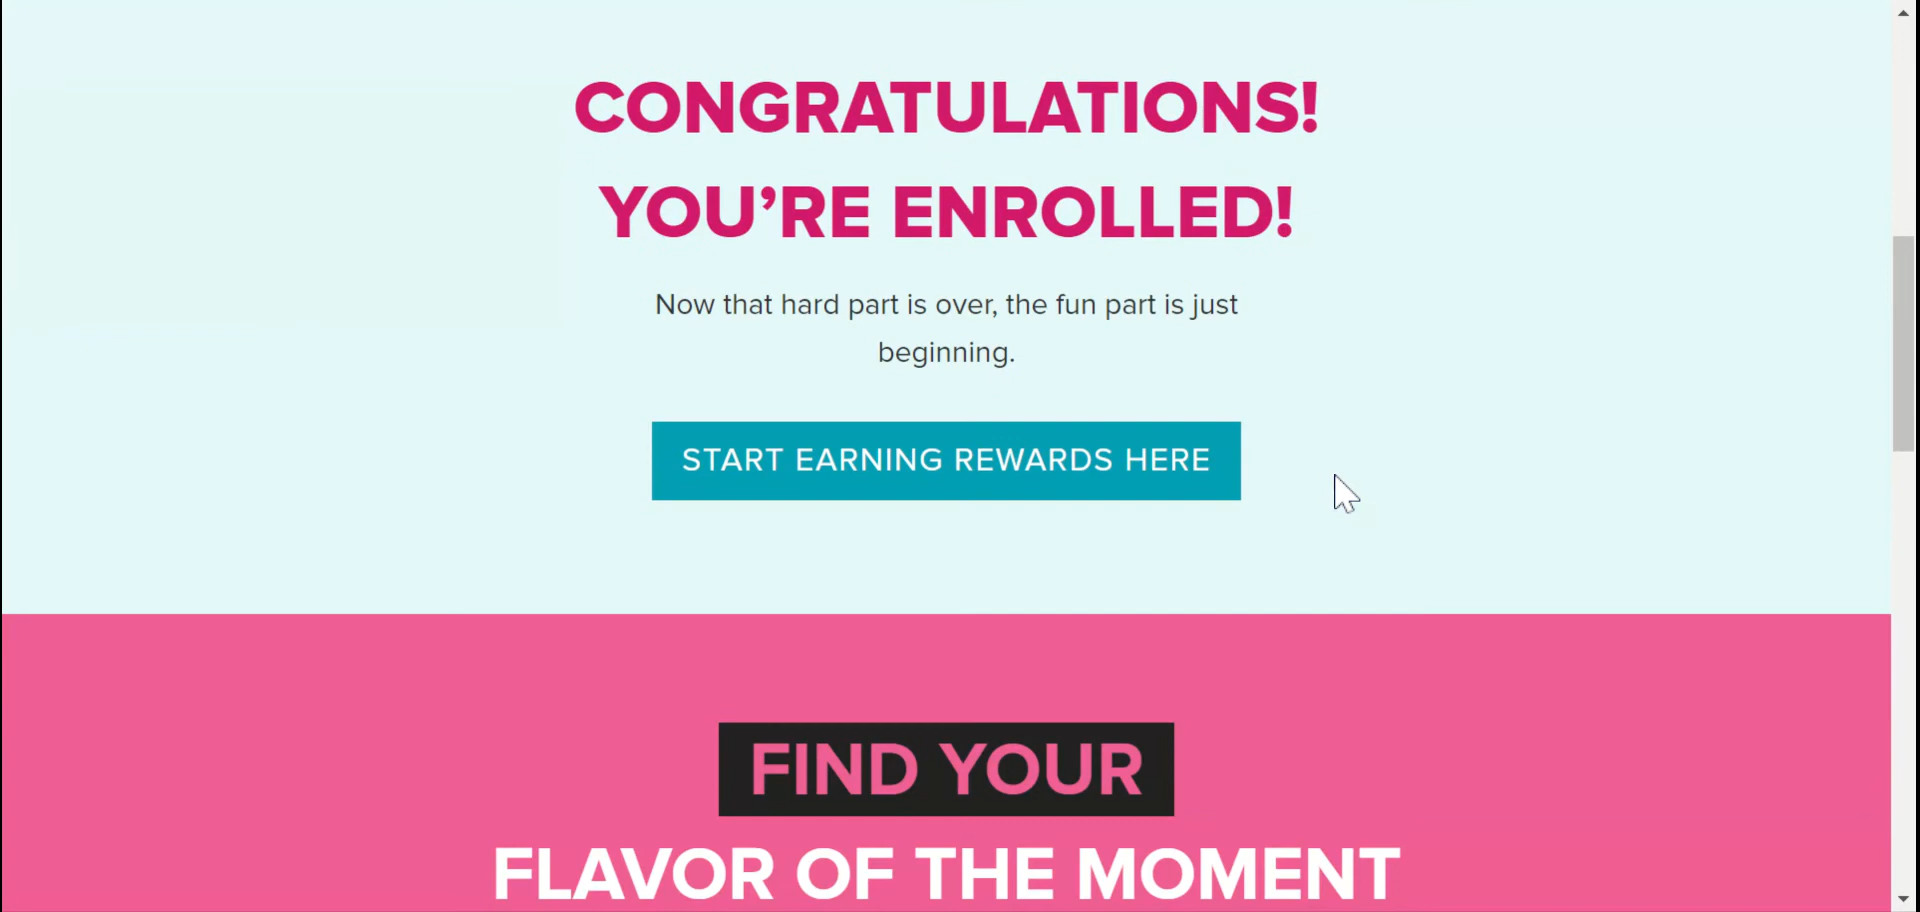 CONGRATULATIONS!
YOU’RE ENROLLED!
Now that hard part is over, the fun part is just
beginning.
START EARNING REWARDS HERE
FIND YOUR
FLAVOR OF THE MOMENT